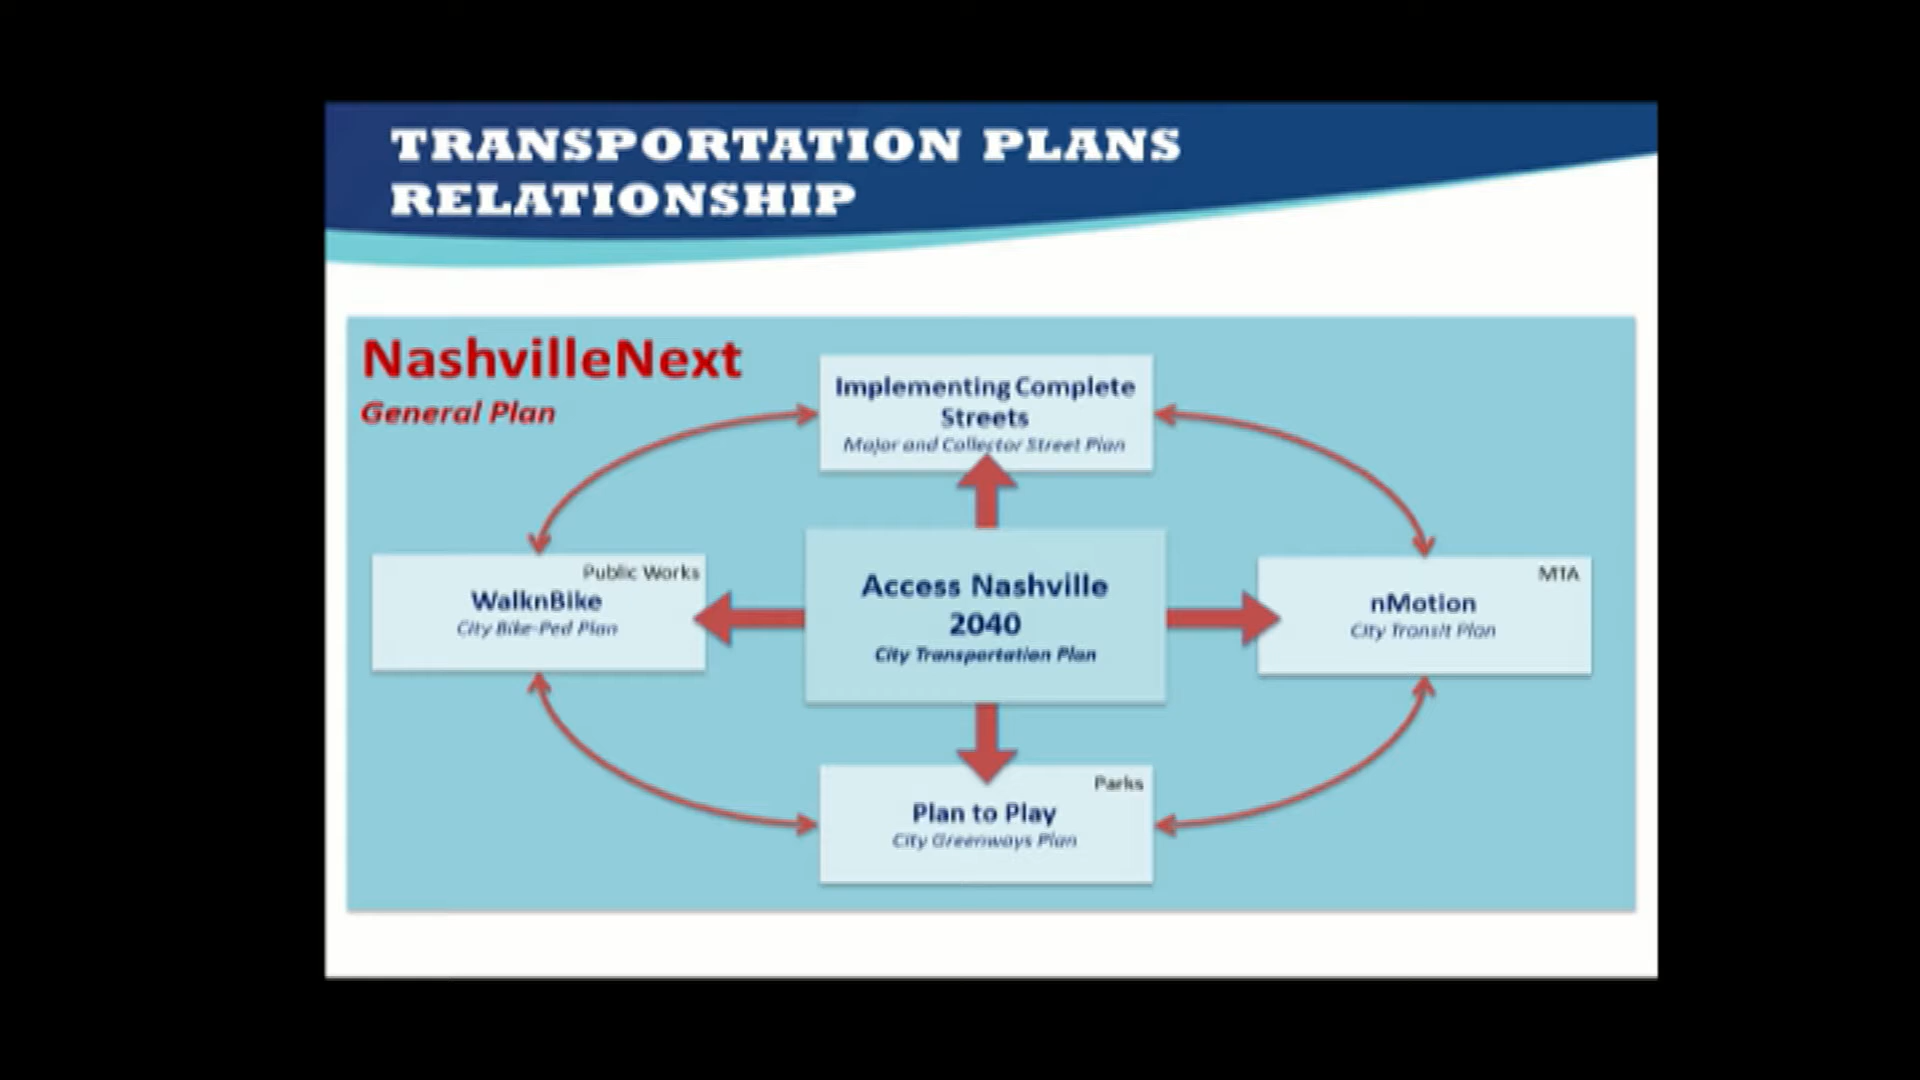 TRANSPORTATION PLANS
RELATIONSHIP
NashvilleNext
General Plan
Implementing Complete
Streets
Major and Collector Street Plan
Public Works
WalknBike
City Bike-Ped Plan
Access Nashville
2040
City Transportation Plan
MTA
nMotion
City Transit Plan
Parks
Plan to Play
City Greenways Plan